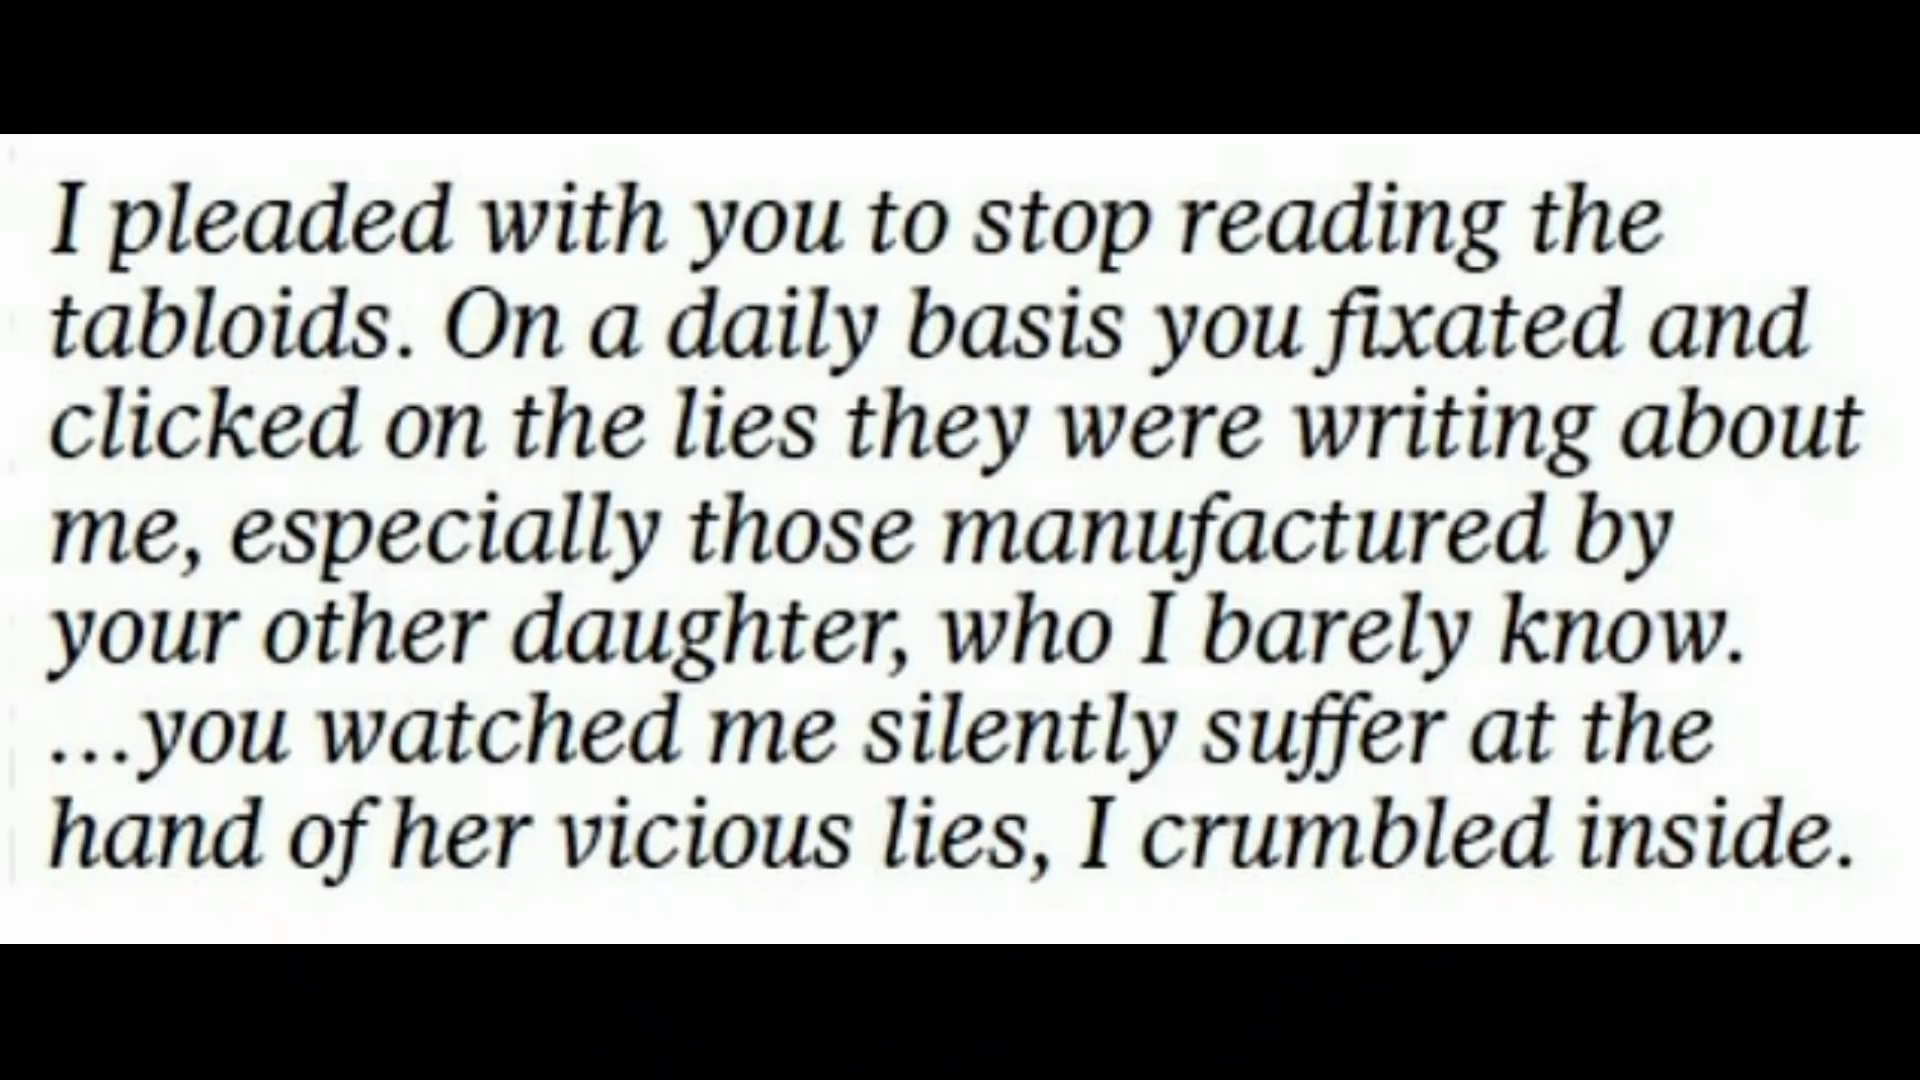 I pleaded with you to stop reading the
tabloids. On a daily basis you fixated and
clicked on the lies they were writing about
me, especially those manufactured by
your other daughter, who I barely know.
...you watched me silently suffer at the
hand of her vicious lies, I crumbled inside.